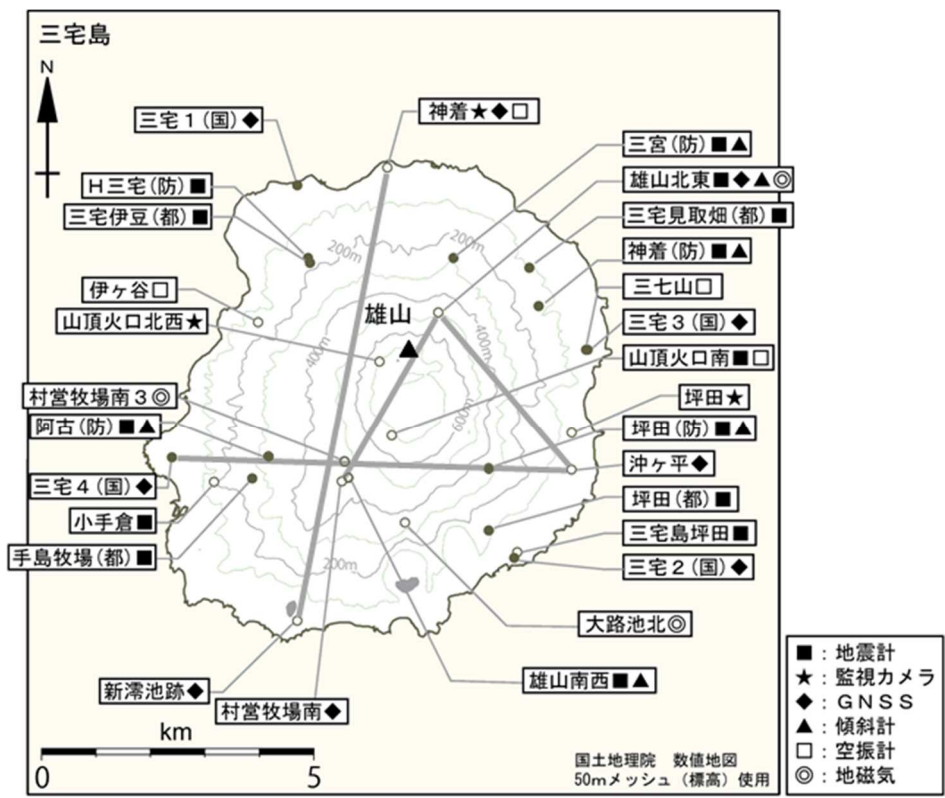 三宅島
N
神着★◆□
三宅１(国)◆
三宮(防)■▲
H三宅(防)■
雄山北東■◆▲◎
三宅伊豆(都)■
三宅見取畑(都)■
200m
200m
神着(防)■▲
伊ヶ谷□
三七山□
雄山
山頂火口北西★
三宅３(国)◆
400m
400m
山頂火口南■□
村営牧場南３◎
坪田★
600m
阿古(防)■▲
坪田(防)■▲
沖ヶ平◆
三宅４(国)◆
坪田(都)■
小手倉■
三宅島坪田■
手島牧場(都)■
200m
三宅２(国)◆
大路池北◎
新澪池跡◆
雄山南西■▲
村営牧場南◆
km
0
5
国土地理院 数値地図
50mメッシュ(標高)使用
■：地震計
★：監視カメラ
◆：ＧＮＳＳ
▲：傾斜計
□：空振計
◎：地磁気